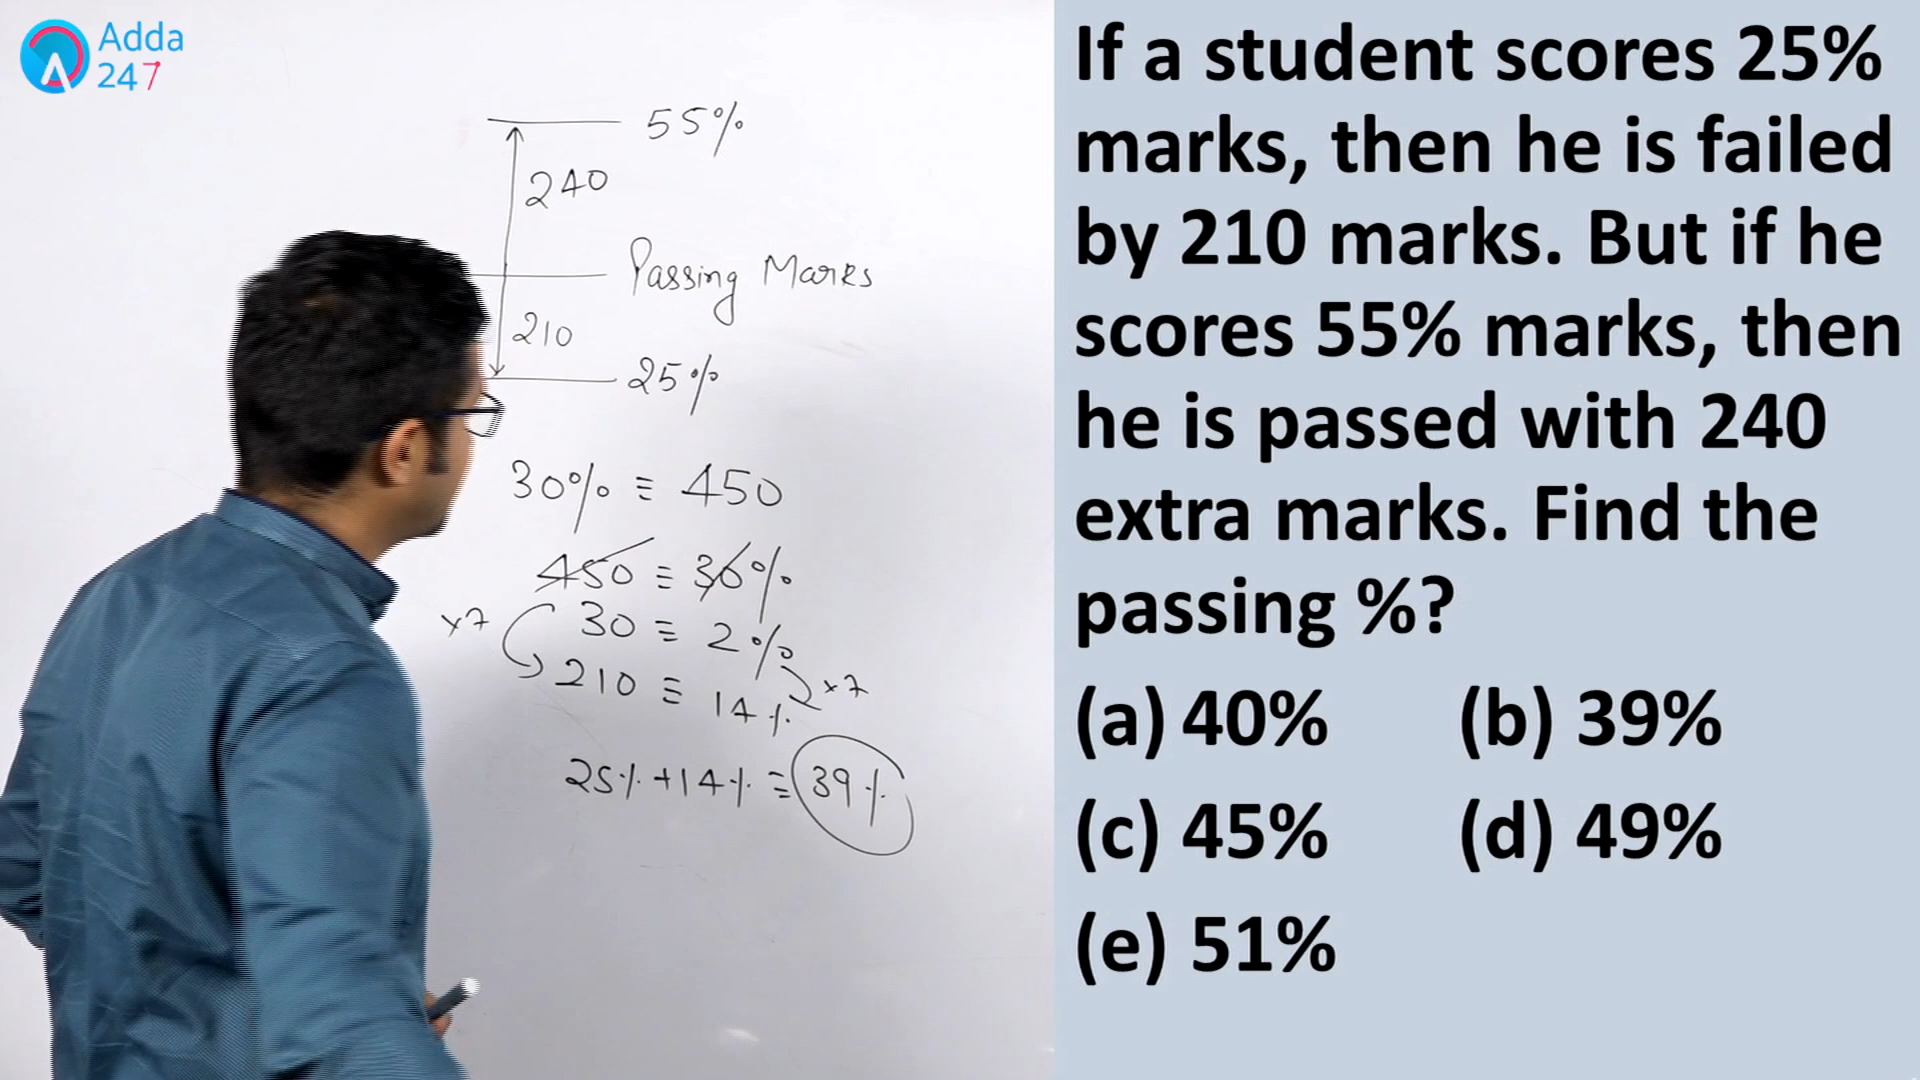 Adda
247
55%
240
Passing Marks
210
25%
30% ≡ 450
450 ≡ 30%
x7 30 ≡ 2%
210 ≡ 14% x7
25% + 14% = 39%
If a student scores 25%
marks, then he is failed
by 210 marks. But if he
scores 55% marks, then
he is passed with 240
extra marks. Find the
passing %?
(a) 40% (b) 39%
(c) 45% (d) 49%
(e) 51%